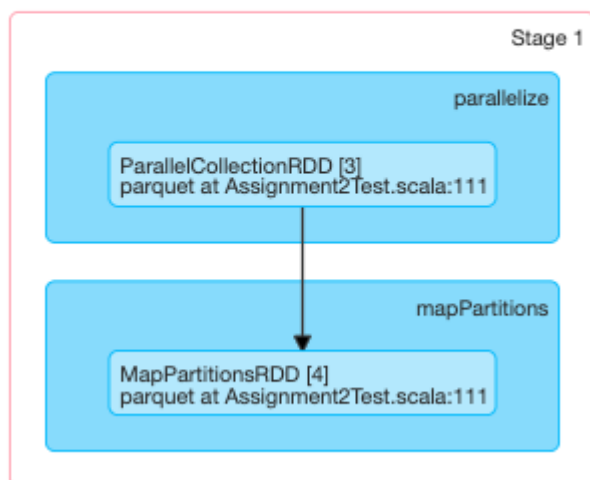 Stage 1
parallelize
ParallelCollectionRDD [3]
parquet at Assignment2Test.scala:111
mapPartitions
MapPartitionsRDD [4]
parquet at Assignment2Test.scala:111